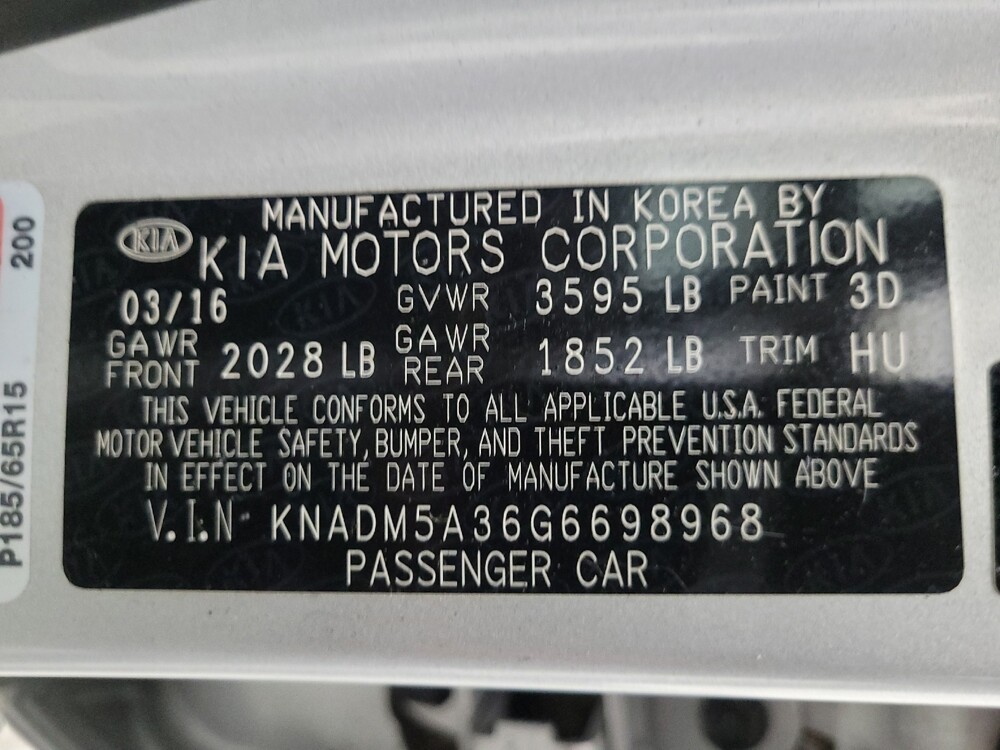 MANUFACTURED IN KOREA BY
KIA KIA MOTORS CORPORATION
03/16 GVWR 3595 LB PAINT 3D
GAWR FRONT 2028 LB GAWR REAR 1852 LB TRIM HU
THIS VEHICLE CONFORMS TO ALL APPLICABLE U.S.A. FEDERAL
MOTOR VEHICLE SAFETY, BUMPER, AND THEFT PREVENTION STANDARDS
IN EFFECT ON THE DATE OF MANUFACTURE SHOWN ABOVE
V.I.N- KNADM5A36G6698968
PASSENGER CAR
P185/65R15 200